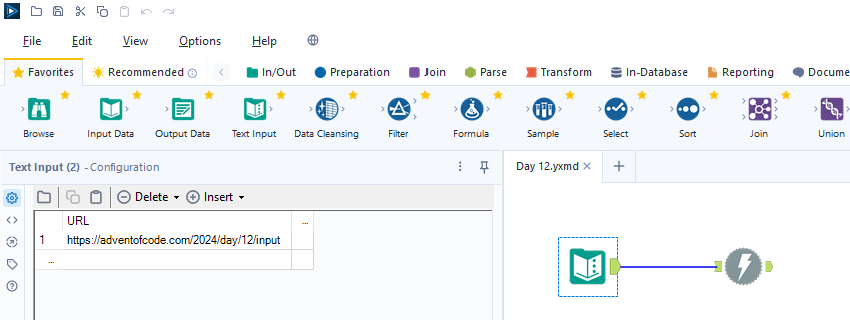 File Edit View Options Help
Favorites Recommended In/Out Preparation Join Parse Transform In-Database Reporting Docume
Browse Input Data Output Data Text Input Data Cleansing Filter Formula Sample Select Sort Join Union
Text Input (2) - Configuration
Day 12.yxmd
Delete Insert
URL ...
1 https://adventofcode.com/2024/day/12/input
...